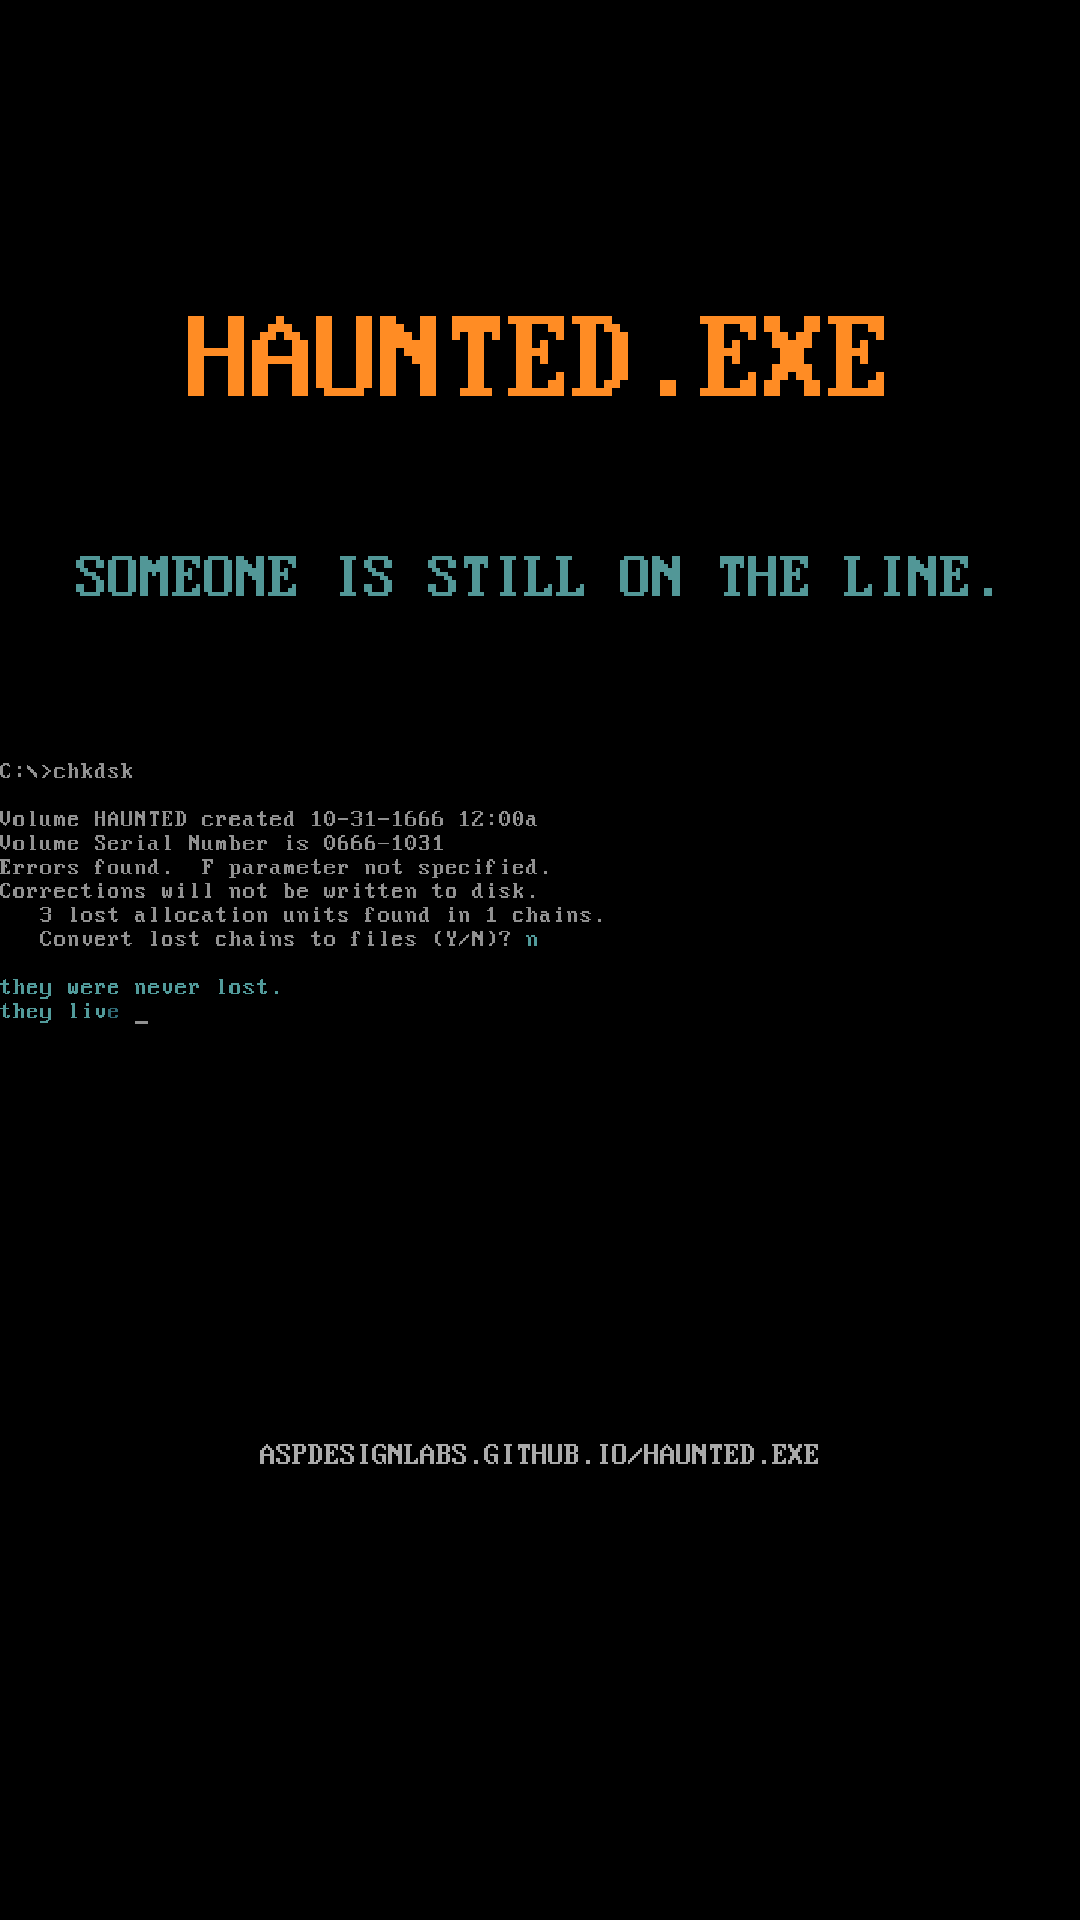 HAUNTED.EXE
SOMEONE IS STILL ON THE LINE.
C:\>chkdsk
Volume HAUNTED created 10-31-1666 12:00a
Volume Serial Number is 0666-1031
Errors found.  F parameter not specified.
Corrections will not be written to disk.
   3 lost allocation units found in 1 chains.
   Convert lost chains to files (Y/N)? n
they were never lost.
they live _
ASPDESIGNLABS.GITHUB.IO/HAUNTED.EXE